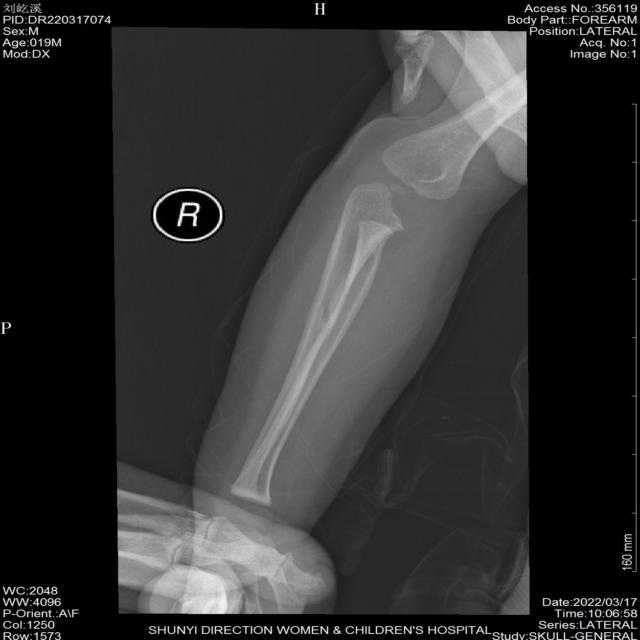 刘屹溪
PID:DR220317074
Sex:M
Age:019M
Mod:DX
H
Access No.:356119
Body Part.:FOREARM
Position:LATERAL
Acq. No.:1
Image No.:1
R
P
160 mm
WC:2048
WW:4096
P-Orient.:A\F
Col:1250
Row:1573
SHUNYI DIRECTION WOMEN & CHILDREN'S HOSPITAL
Date:2022/03/17
Time:10:06:58
Series:LATERAL
Study:SKULL-GENERAL